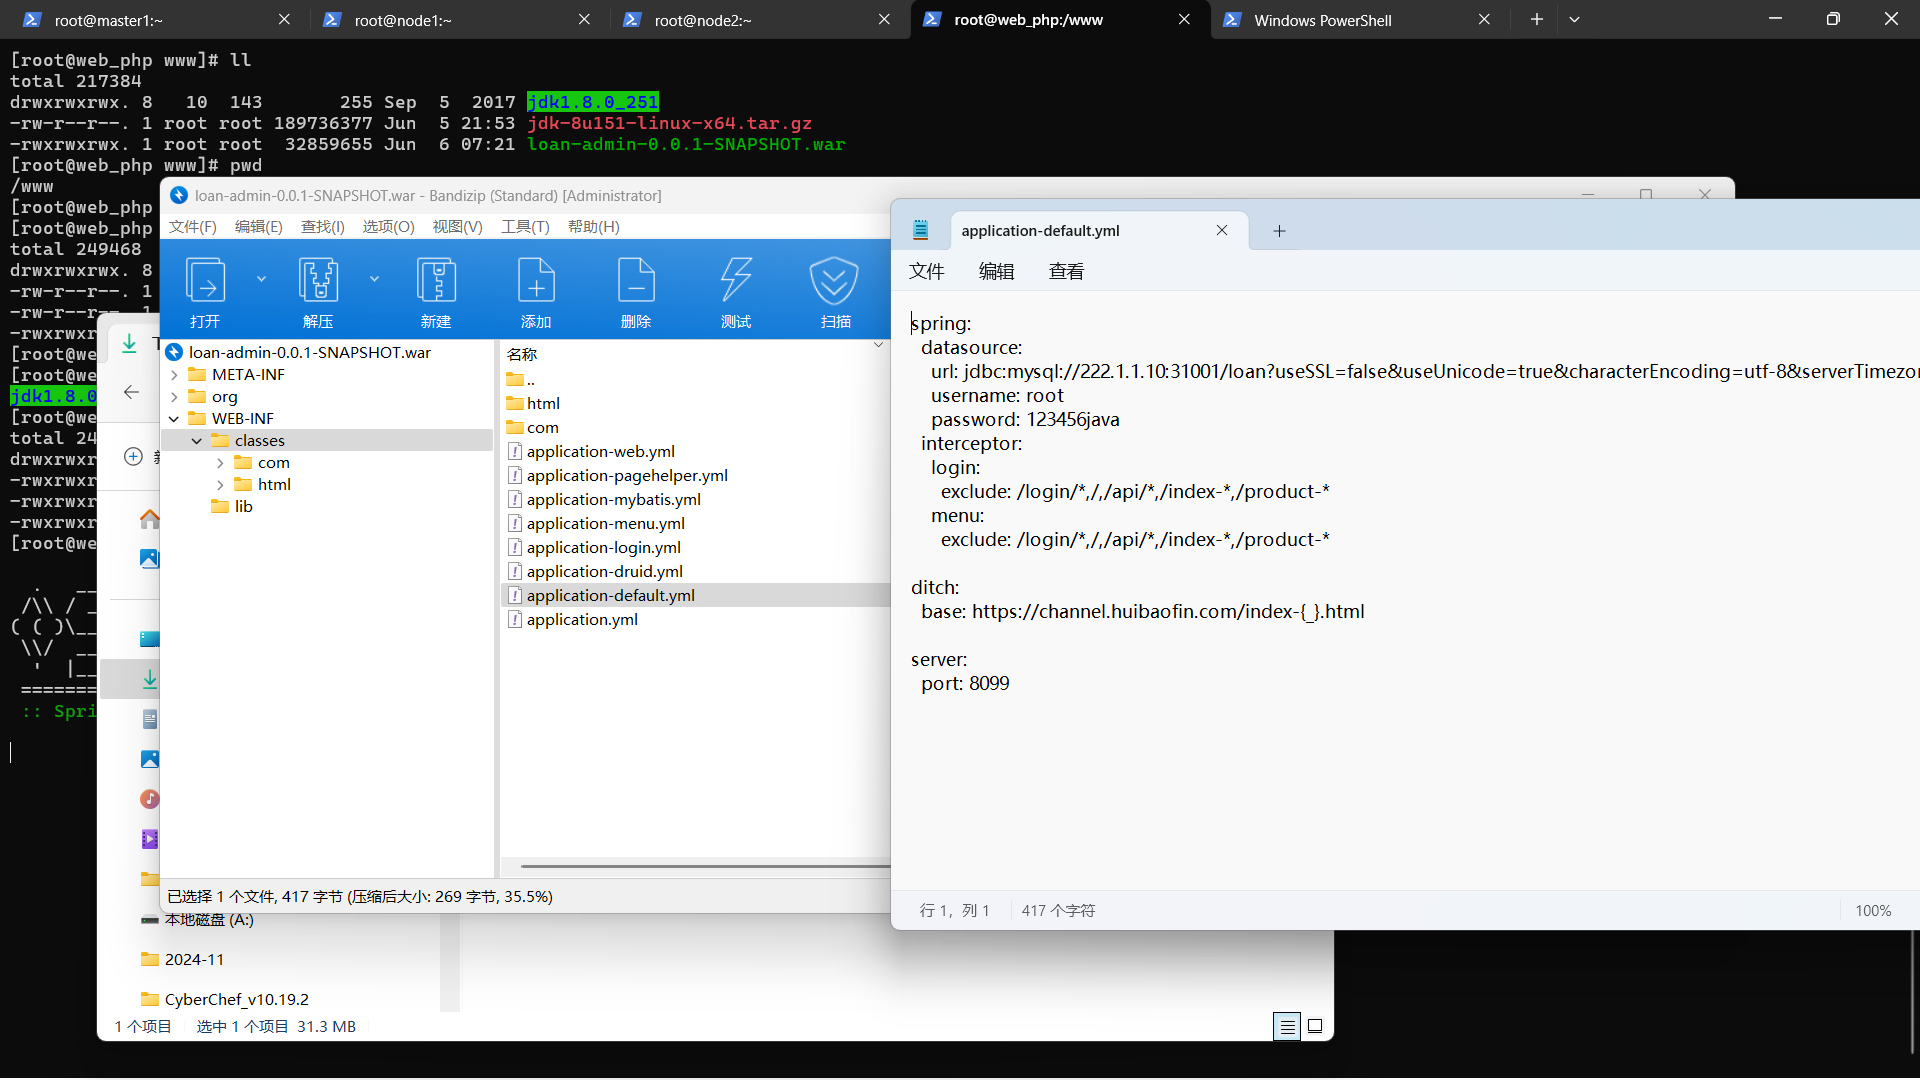 root@master1:~
root@node1:~
root@node2:~
root@web_php:/www
Windows PowerShell
[root@web_php www]# ll
total 217384
drwxrwxrwx. 8   10  143       255 Sep  5  2017 jdk1.8.0_251
-rw-r--r--. 1 root root 189736377 Jun  5 21:53 jdk-8u151-linux-x64.tar.gz
-rwxrwxrwx. 1 root root  32859655 Jun  6 07:21 loan-admin-0.0.1-SNAPSHOT.war
[root@web_php www]# pwd
/www
[root@web_php
[root@web_php
total 249468
drwxrwxrwx. 8
-rw-r--r--. 1
-rw-r--r--. 1
-rwxrwxr
[root@we
[root@we
jdk1.8.0
[root@we
total 24
drwxrwxr
-rwxrwxr
-rwxrwxr
-rwxrwxr
[root@we
:: Spri
loan-admin-0.0.1-SNAPSHOT.war - Bandizip (Standard) [Administrator]
文件(F) 编辑(E) 查找(I) 选项(O) 视图(V) 工具(T) 帮助(H)
打开 解压 新建 添加 删除 测试 扫描
loan-admin-0.0.1-SNAPSHOT.war
META-INF
org
WEB-INF
classes
com
html
lib
名称
..
html
com
application-web.yml
application-pagehelper.yml
application-mybatis.yml
application-menu.yml
application-login.yml
application-druid.yml
application-default.yml
application.yml
已选择 1 个文件, 417 字节 (压缩后大小: 269 字节, 35.5%)
application-default.yml
文件 编辑 查看
spring:
  datasource:
    url: jdbc:mysql://222.1.1.10:31001/loan?useSSL=false&useUnicode=true&characterEncoding=utf-8&serverTimezo
    username: root
    password: 123456java
  interceptor:
    login:
      exclude: /login/*,/,/api/*,/index-*,/product-*
    menu:
      exclude: /login/*,/,/api/*,/index-*,/product-*
ditch:
  base: https://channel.huibaofin.com/index-{_}.html
server:
  port: 8099
行 1，列 1
417 个字符
100%
本地磁盘 (A:)
2024-11
CyberChef_v10.19.2
1 个项目
选中 1 个项目 31.3 MB